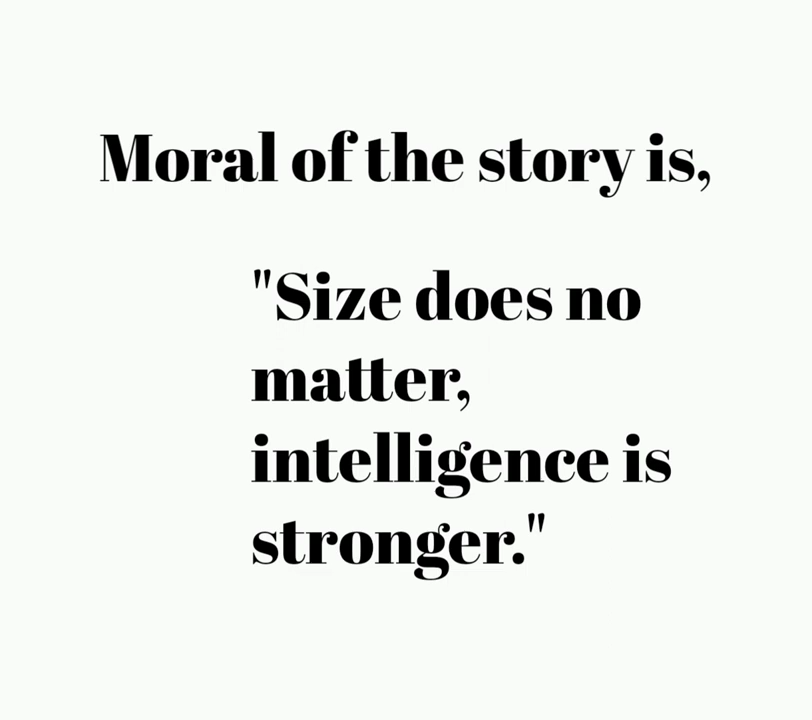 Moral of the story is,
"Size does no
matter,
intelligence is
stronger."